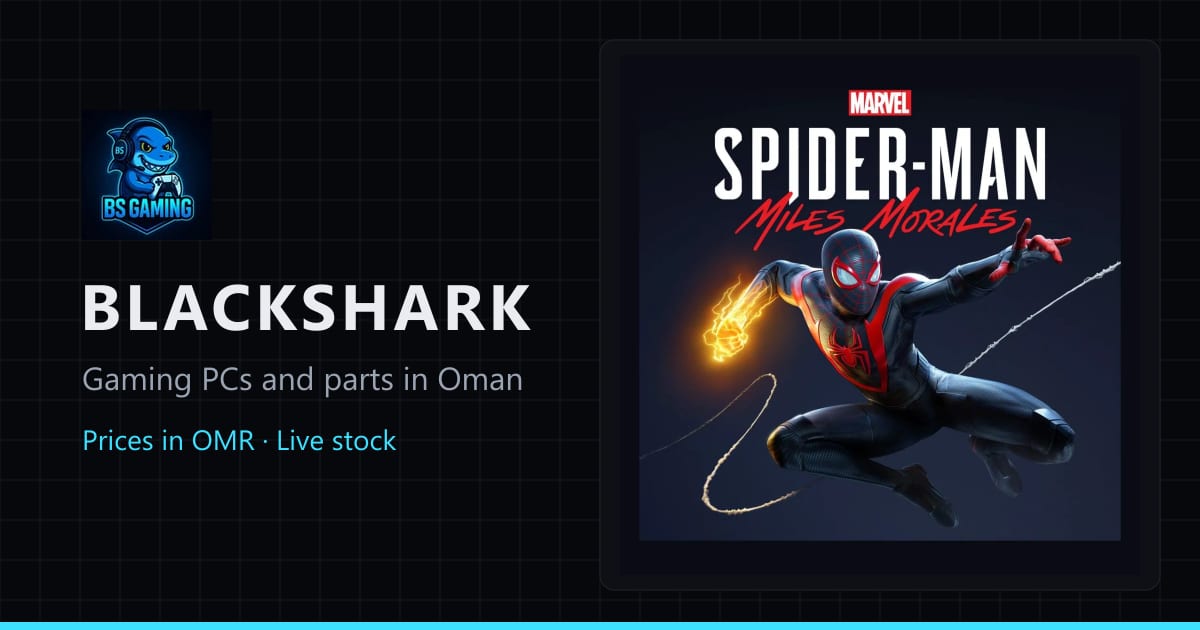 BS
BS GAMING
BLACKSHARK
Gaming PCs and parts in Oman
Prices in OMR · Live stock
MARVEL
SPIDER-MAN
MILES MORALES